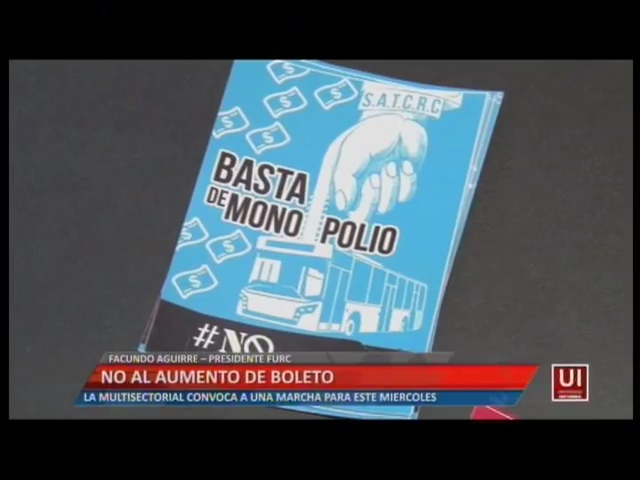 S.A.T.C.R.C
BASTA
DE MONO POLIO
#NO
FACUNDO AGUIRRE – PRESIDENTE FURC
NO AL AUMENTO DE BOLETO
LA MULTISECTORIAL CONVOCA A UNA MARCHA PARA ESTE MIERCOLES
UI